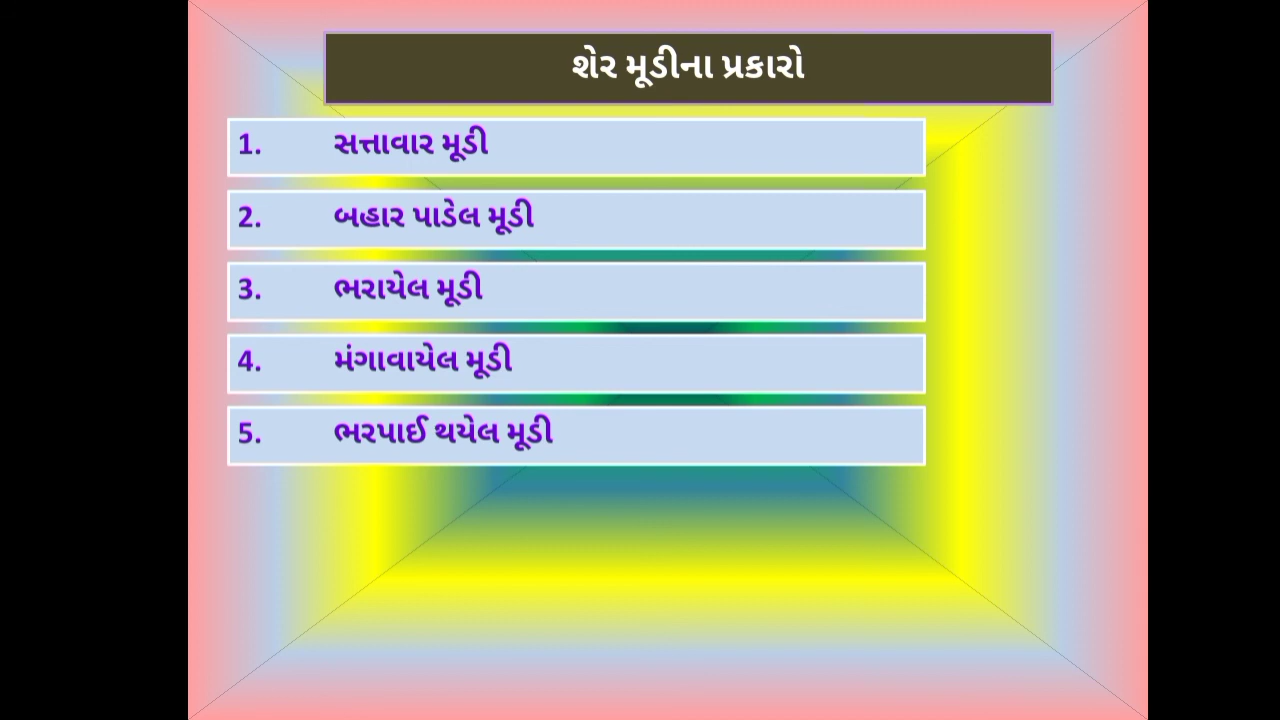 શેર મૂડીના પ્રકારો
1. સત્તાવાર મૂડી
2. બહાર પાડેલ મૂડી
3. ભરાયેલ મૂડી
4. મંગાવાયેલ મૂડી
5. ભરપાઈ થયેલ મૂડી